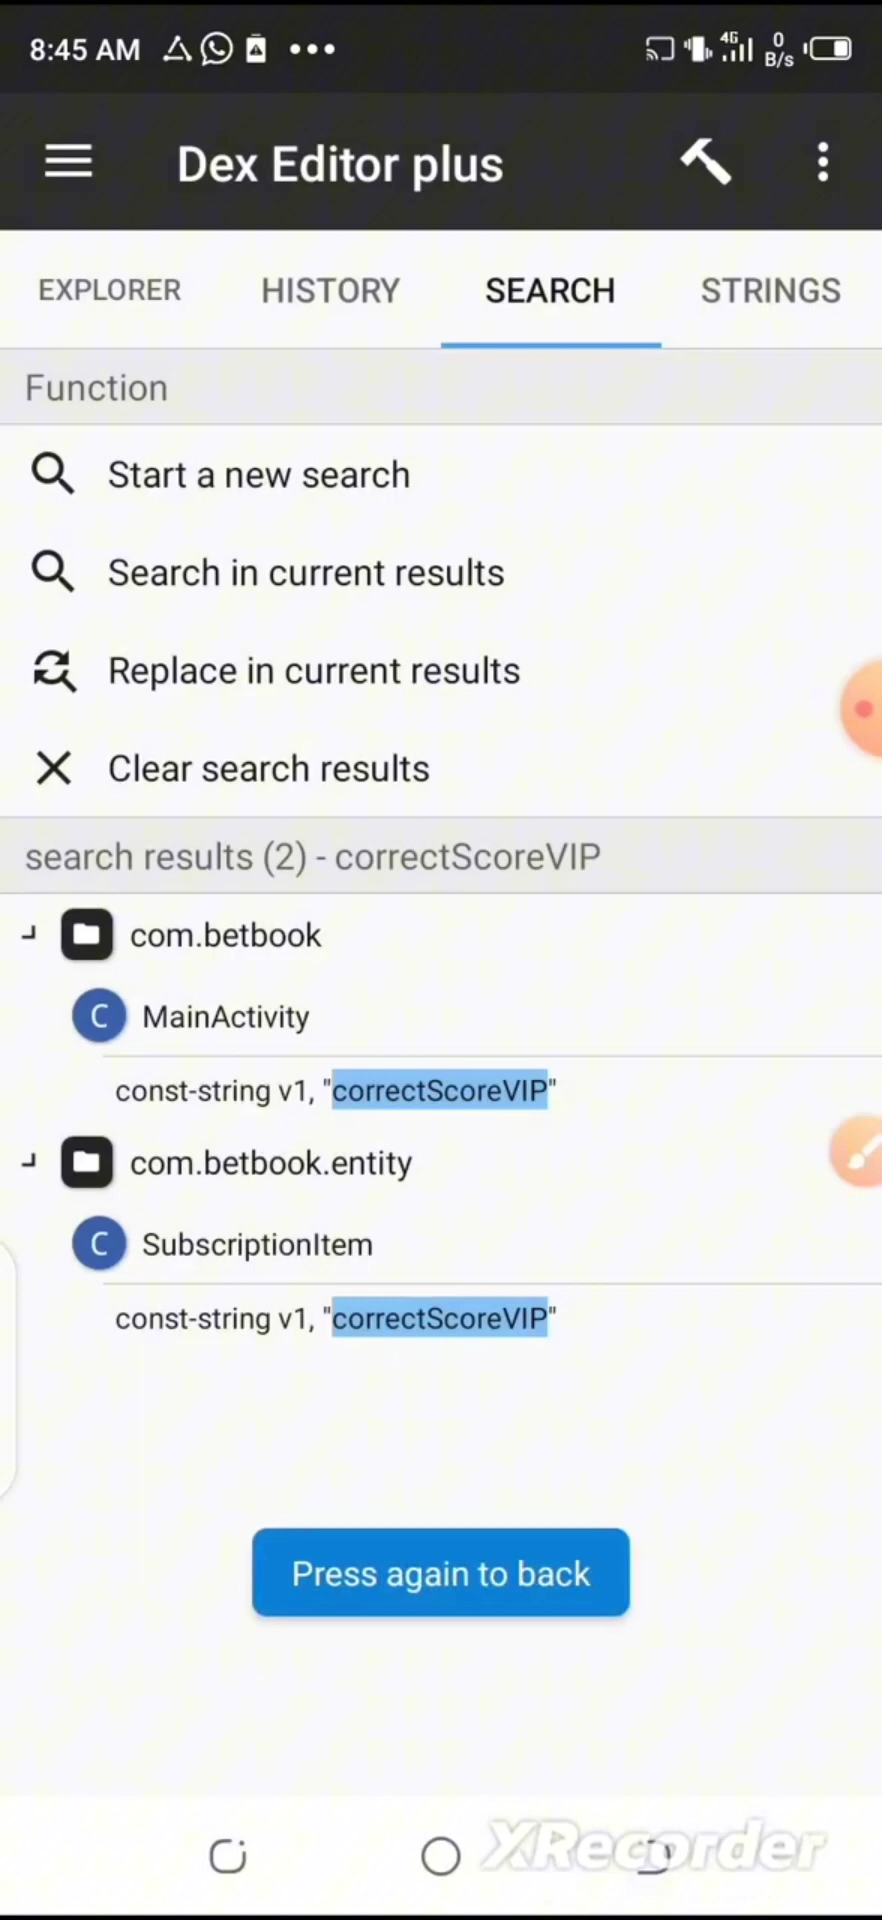 8:45 AM
4G
0
B/s
Dex Editor plus
EXPLORER
HISTORY
SEARCH
STRINGS
Function
Start a new search
Search in current results
Replace in current results
Clear search results
search results (2) - correctScoreVIP
com.betbook
C MainActivity
const-string v1, "correctScoreVIP"
com.betbook.entity
C SubscriptionItem
const-string v1, "correctScoreVIP"
Press again to back
XRecorder